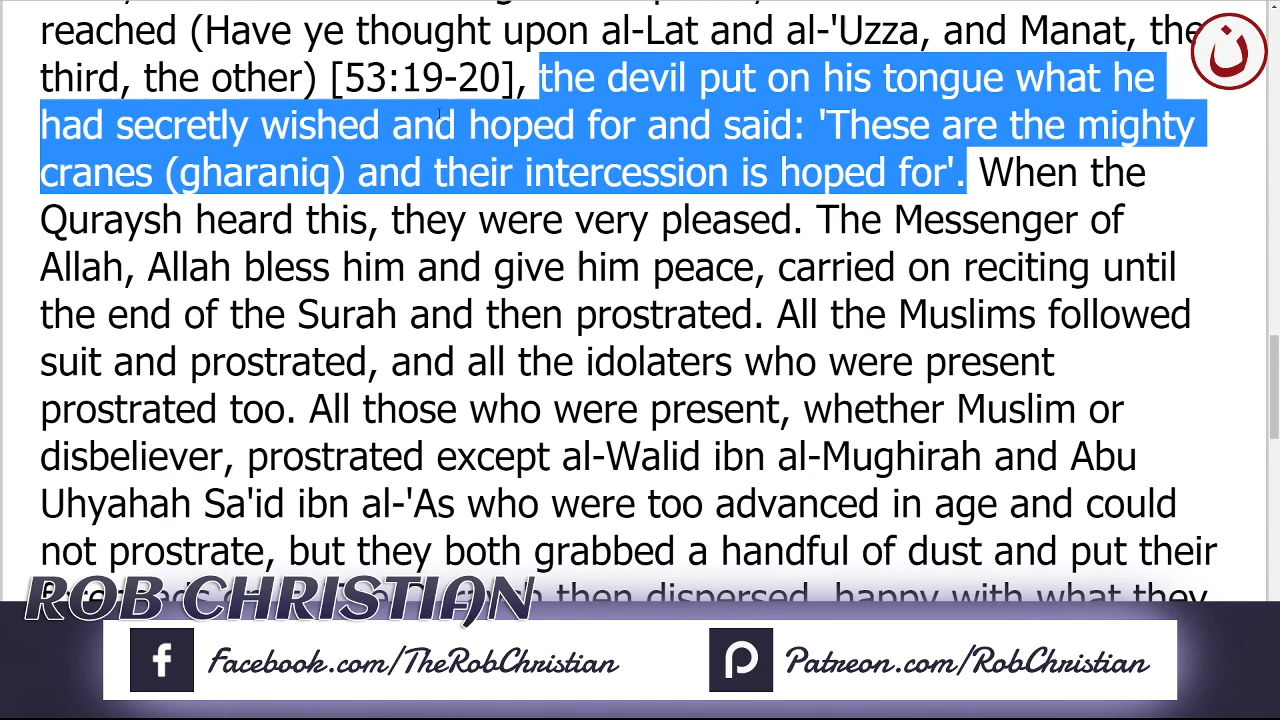 reached (Have ye thought upon al-Lat and al-'Uzza, and Manat, the
third, the other) [53:19-20], the devil put on his tongue what he
had secretly wished and hoped for and said: 'These are the mighty
cranes (gharaniq) and their intercession is hoped for'. When the
Quraysh heard this, they were very pleased. The Messenger of
Allah, Allah bless him and give him peace, carried on reciting until
the end of the Surah and then prostrated. All the Muslims followed
suit and prostrated, and all the idolaters who were present
prostrated too. All those who were present, whether Muslim or
disbeliever, prostrated except al-Walid ibn al-Mughirah and Abu
Uhyahah Sa'id ibn al-'As who were too advanced in age and could
not prostrate, but they both grabbed a handful of dust and put their
then dispersed, happy with what they
ROB CHRISTIAN
Facebook.com/TheRobChristian
Patreon.com/RobChristian
ن